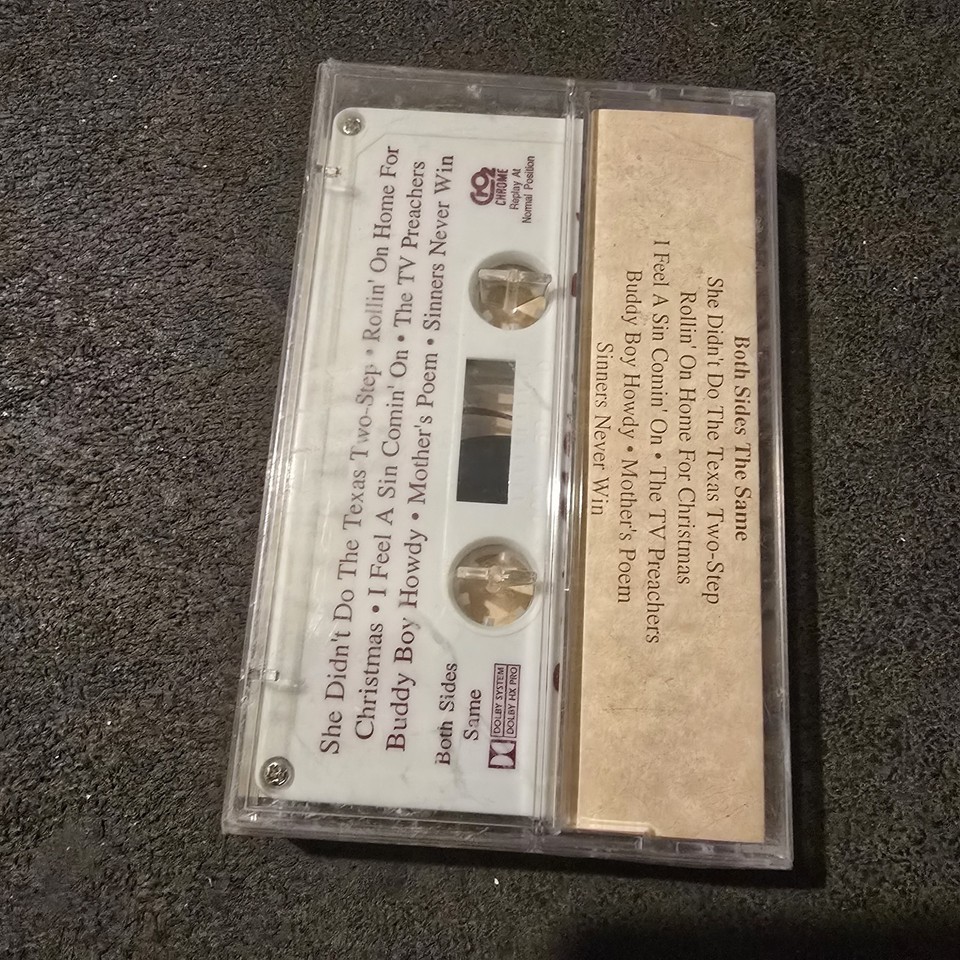 She Didn't Do The Texas Two-Step • Rollin' On Home For
Christmas • I Feel A Sin Comin' On • The TV Preachers
Buddy Boy Howdy • Mother's Poem • Sinners Never Win
Both Sides
Same
DOLBY SYSTEM
DOLBY HX PRO
CrO2
CHROME
Replay At
Normal Position
Both Sides The Same
She Didn't Do The Texas Two-Step
Rollin' On Home For Christmas
I Feel A Sin Comin' On • The TV Preachers
Buddy Boy Howdy • Mother's Poem
Sinners Never Win